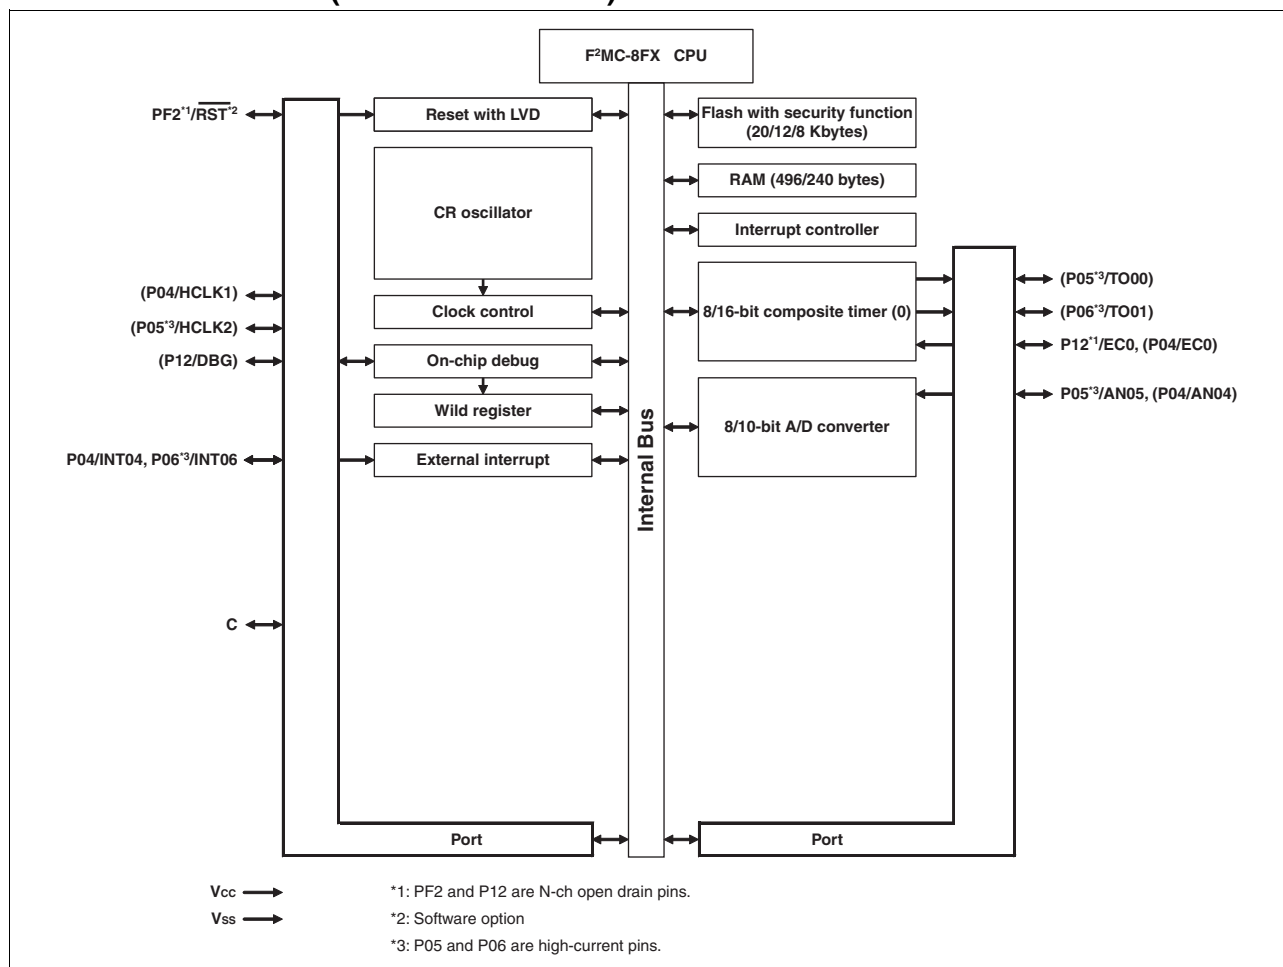 F²MC-8FX CPU
PF2*1/RST*2
Reset with LVD
Flash with security function
(20/12/8 Kbytes)
RAM (496/240 bytes)
CR oscillator
Interrupt controller
(P04/HCLK1)
(P05*3/HCLK2)
(P12/DBG)
Clock control
8/16-bit composite timer (0)
(P05*3/TO00)
(P06*3/TO01)
P12*1/EC0, (P04/EC0)
On-chip debug
Wild register
P05*3/AN05, (P04/AN04)
8/10-bit A/D converter
P04/INT04, P06*3/INT06
External interrupt
Internal Bus
C
Port
Port
Vcc
Vss
*1: PF2 and P12 are N-ch open drain pins.
*2: Software option
*3: P05 and P06 are high-current pins.